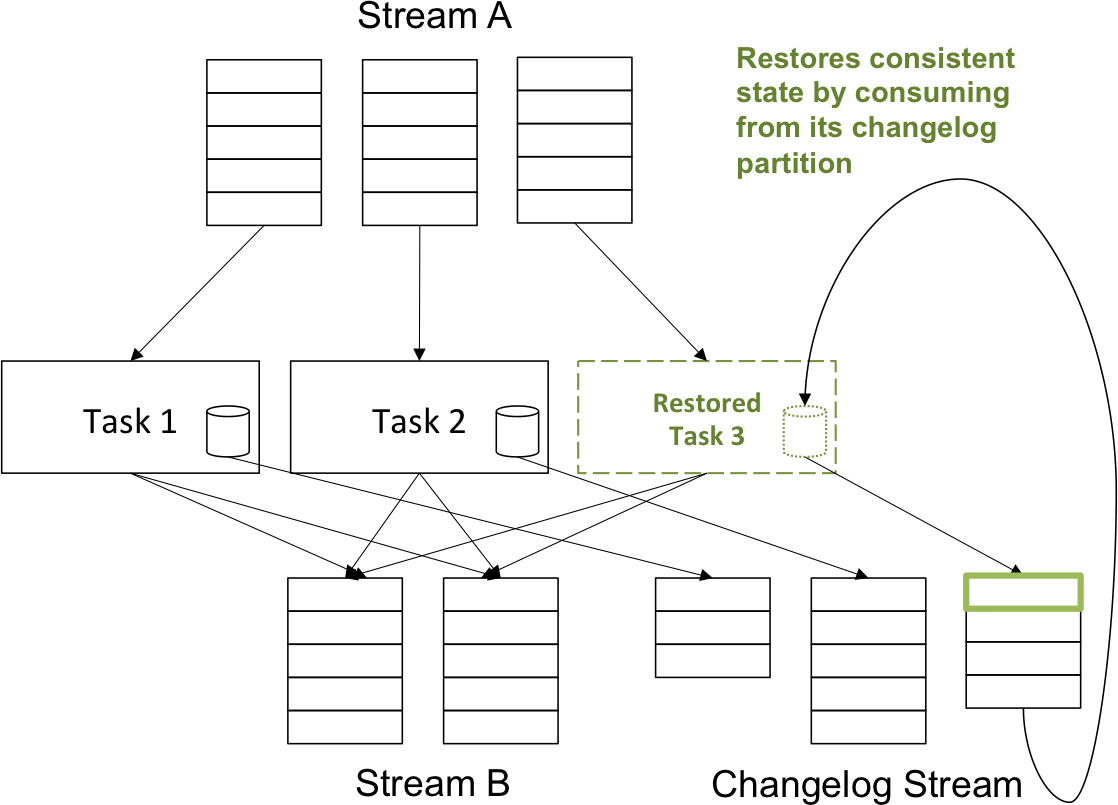 Stream A
Restores consistent
state by consuming
from its changelog
partition
Task 1
Task 2
Restored
Task 3
Stream B
Changelog Stream